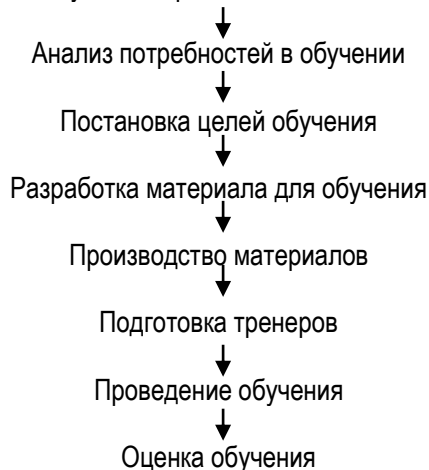 Анализ потребностей в обучении
Постановка целей обучения
Разработка материала для обучения
Производство материалов
Подготовка тренеров
Проведение обучения
Оценка обучения